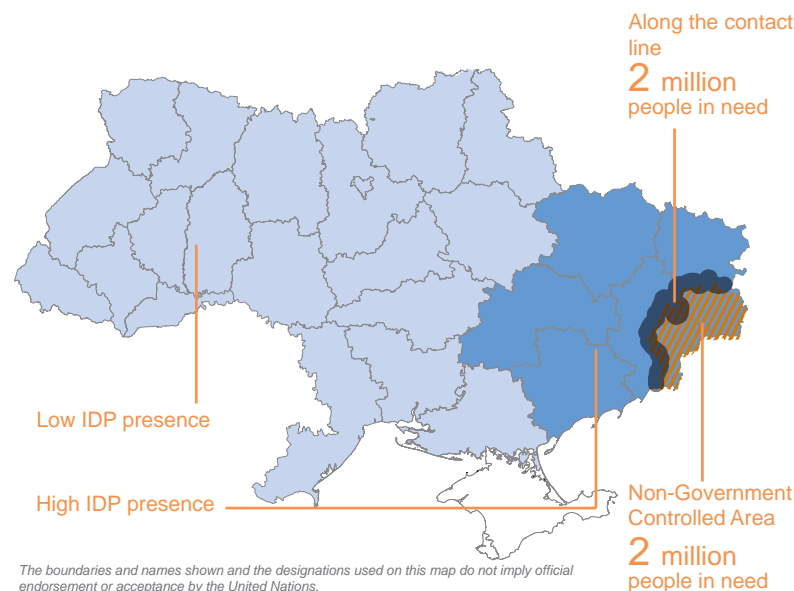 Along the contact
line
2 million
people in need
Low IDP presence
High IDP presence
Non-Government
Controlled Area
2 million
people in need
The boundaries and names shown and the designations used on this map do not imply official
endorsement or acceptance by the United Nations.